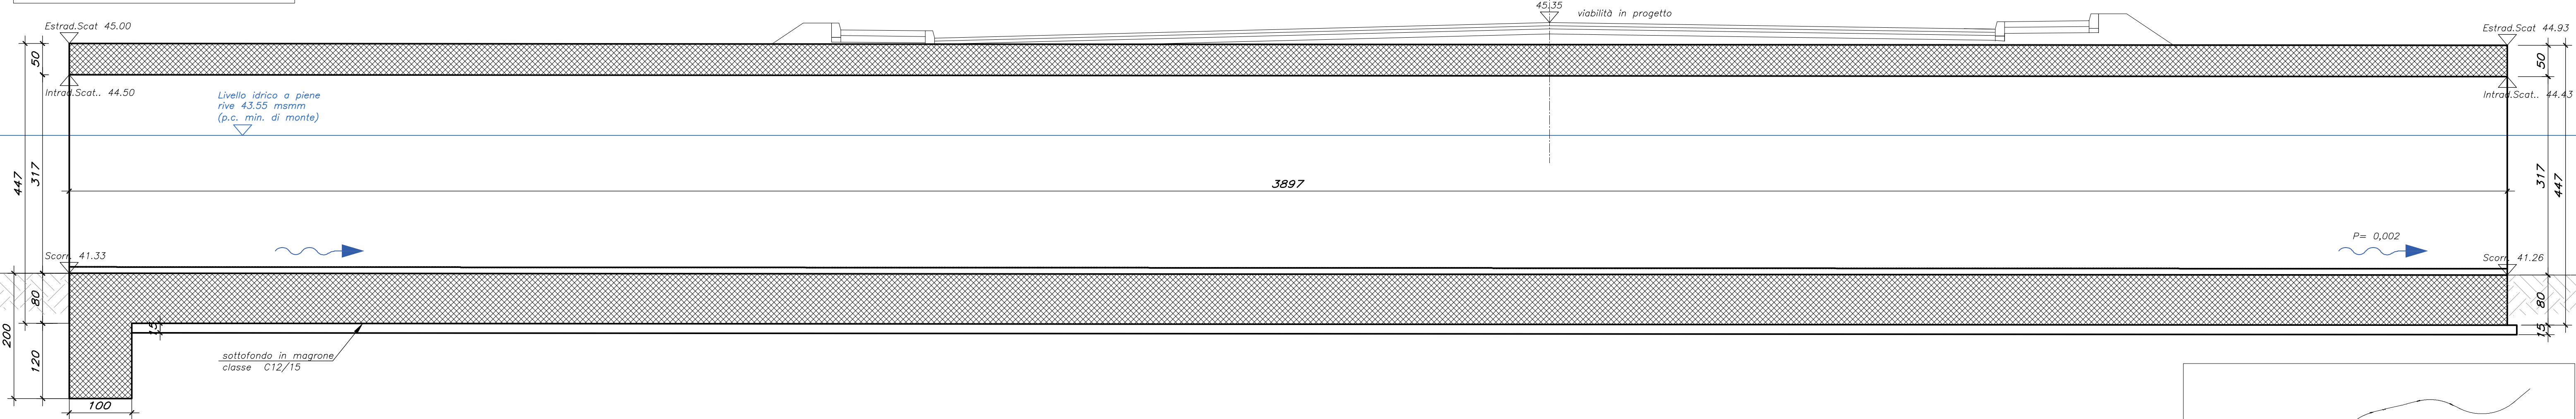 45.35
viabilità in progetto
Estrad.Scat 45.00
Estrad.Scat 44.93
50
50
Intrad.Scat.. 44.50
Intrad.Scat.. 44.43
Livello idrico a piene
rive 43.55 msmm
(p.c. min. di monte)
447
317
3897
317
447
P= 0,002
Scorr. 41.33
Scorr. 41.26
80
80
200
120
15
15
sottofondo in magrone
classe C12/15
100